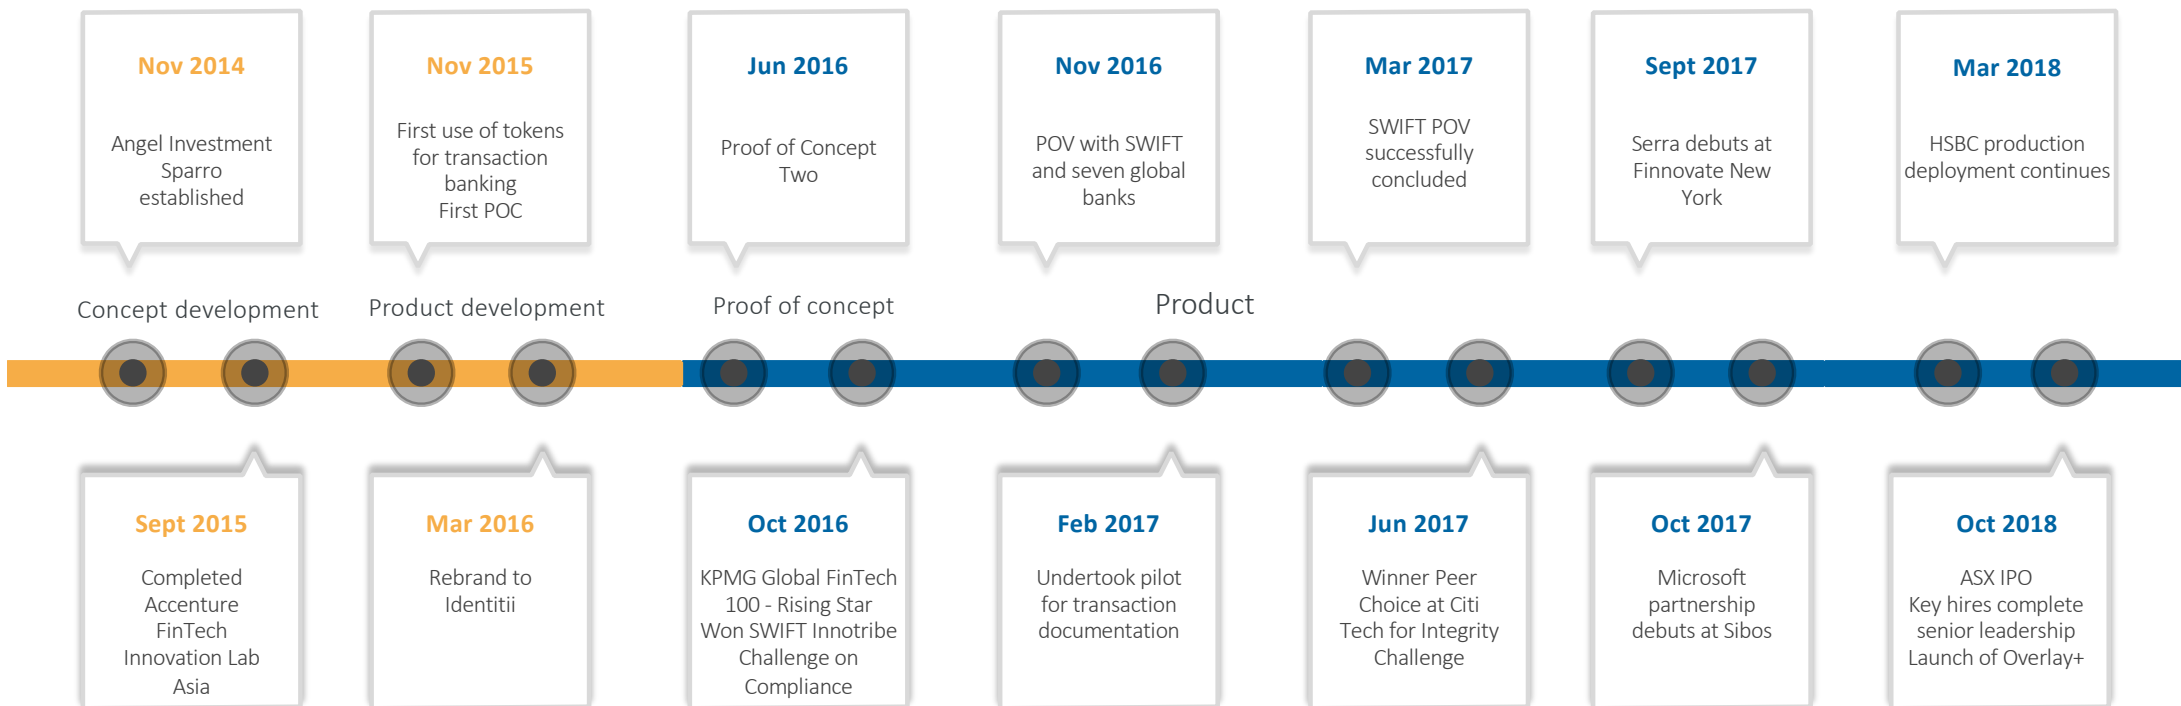 Nov 2014
Angel Investment
Sparro
established
Nov 2015
First use of tokens
for transaction
banking
First POC
Jun 2016
Proof of Concept
Two
Nov 2016
POV with SWIFT
and seven global
banks
Mar 2017
SWIFT POV
successfully
concluded
Sept 2017
Serra debuts at
Finnovate New
York
Mar 2018
HSBC production
deployment continues
Concept development
Product development
Proof of concept
Product
Sept 2015
Completed
Accenture
FinTech
Innovation Lab
Asia
Mar 2016
Rebrand to
Identitii
Oct 2016
KPMG Global FinTech
100 - Rising Star
Won SWIFT Innotribe
Challenge on
Compliance
Feb 2017
Undertook pilot
for transaction
documentation
Jun 2017
Winner Peer
Choice at Citi
Tech for Integrity
Challenge
Oct 2017
Microsoft
partnership
debuts at Sibos
Oct 2018
ASX IPO
Key hires complete
senior leadership
Launch of Overlay+